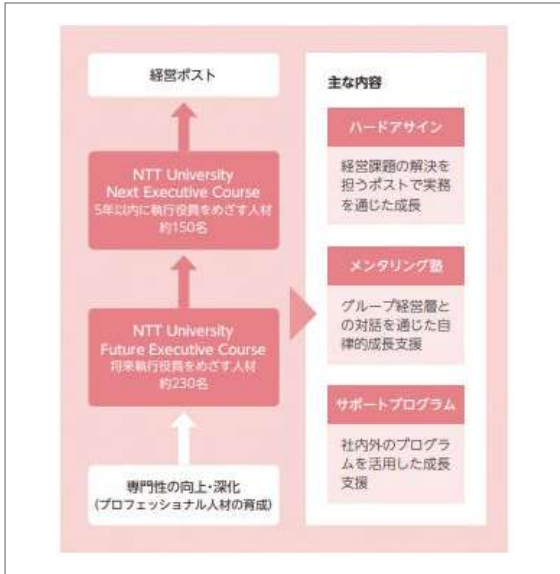 経営ポスト
NTT University
Next Executive Course
5年以内に執行役員をめざす人材
約150名
NTT University
Future Executive Course
将来執行役員をめざす人材
約230名
専門性の向上・深化
(プロフェッショナル人材の育成)
主な内容
ハードアサイン
経営課題の解決を
担うポストで実務
を通じた成長
メンタリング塾
グループ経営層と
の対話を通じた自
律的成長支援
サポートプログラム
社内外のプログラ
ムを活用した成長
支援